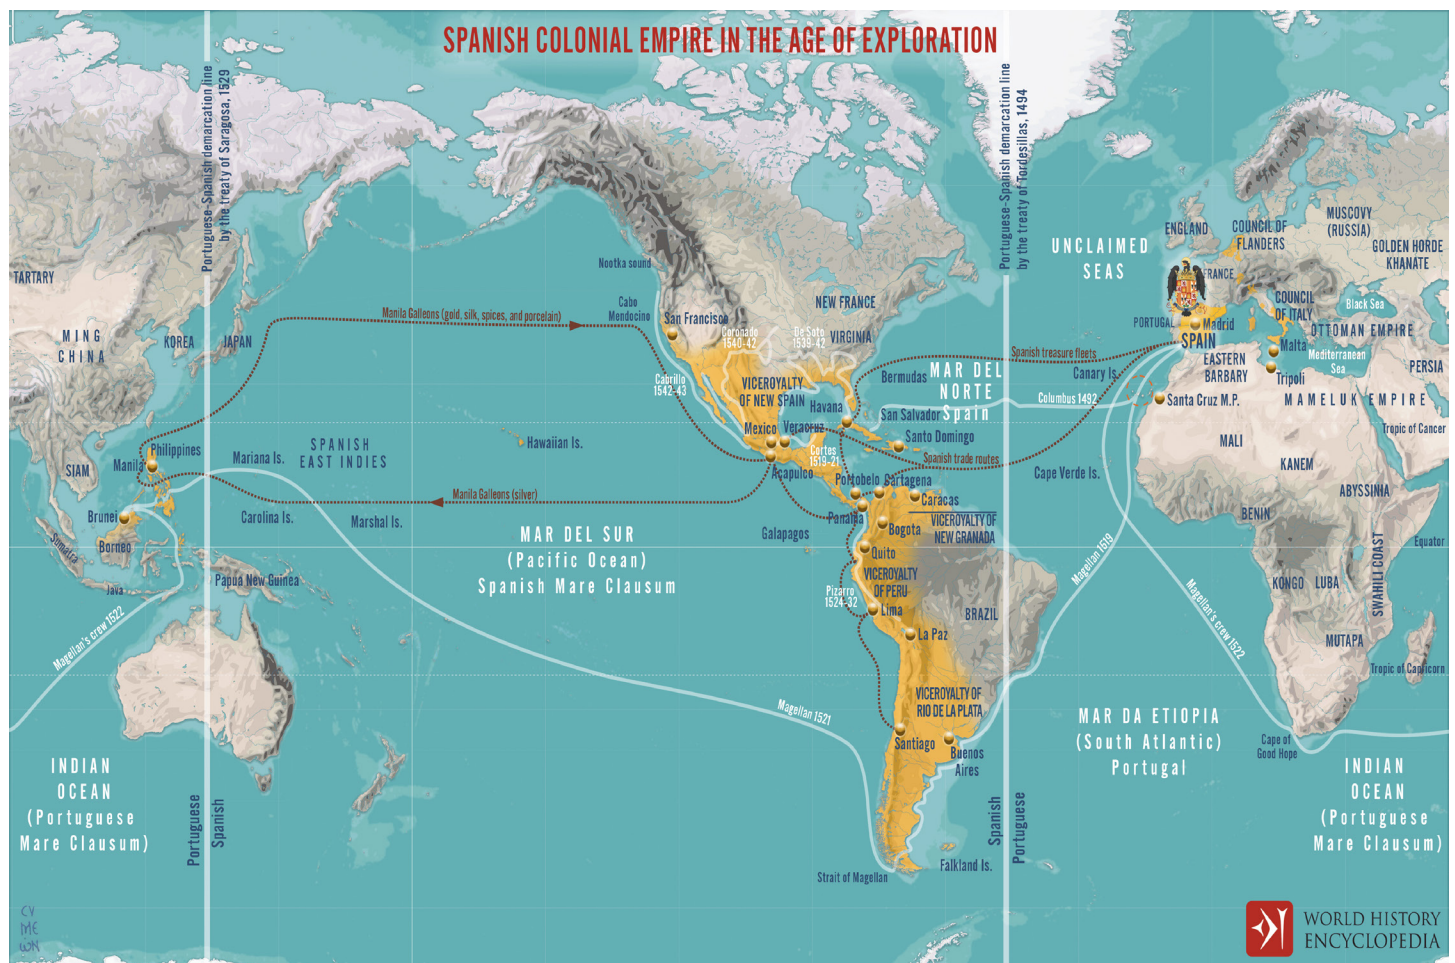 SPANISH COLONIAL EMPIRE IN THE AGE OF EXPLORATION
Portuguese-Spanish demarcation line
by the treaty of Saragosa, 1529
Portuguese-Spanish demarcation line
by the treaty of Tordesillas, 1494
UNCLAIMED
SEAS
ENGLAND
COUNCIL OF
FLANDERS
MUSCOVY
(RUSSIA)
GOLDEN HORDE
KHANATE
FRANCE
TARTARY
Nootka sound
Cabo
Mendocino
San Francisco
NEW FRANCE
COUNCIL
OF ITALY
Black Sea
OTTOMAN EMPIRE
PORTUGAL
Madrid
SPAIN
Malta
Mediterranean
Sea
PERSIA
EASTERN
BARBARY
Tripoli
MING
CHINA
KOREA
JAPAN
Manila Galleons (gold, silk, spices, and porcelain)
Coronado
1540-42
De Soto
1539-42
VIRGINIA
Cabrillo
1542-43
VICEROYALTY
OF NEW SPAIN
Bermudas
MAR DEL
NORTE
Spain
Spanish treasure fleets
Canary Is.
Columbus 1492
Santa Cruz M.P.
MAMELUK EMPIRE
Tropic of Cancer
Havana
San Salvador
Mexico
Veracruz
Santo Domingo
Cortes
1519-21
Spanish trade routes
Acapulco
Hawaiian Is.
SPANISH
EAST INDIES
Mariana Is.
Philippines
Manila
SIAM
MALI
KANEM
ABYSSINIA
BENIN
Cape Verde Is.
Portobelo
Cartagena
Caracas
Panama
VICEROYALTY OF
NEW GRANADA
Bogota
Manila Galleons (silver)
Carolina Is.
Marshal Is.
Brunei
Borneo
Sumatra
Java
Papua New Guinea
MAR DEL SUR
(Pacific Ocean)
Spanish Mare Clausum
Galapagos
Quito
VICEROYALTY
OF PERU
Pizarro
1524-32
Lima
La Paz
BRAZIL
Magellan 1519
Magellan's crew 1522
Equator
KONGO
LUBA
SWAHILI COAST
MUTAPA
Tropic of Capricorn
Magellan's crew 1522
Magellan 1521
VICEROYALTY OF
RIO DE LA PLATA
Santiago
Buenos
Aires
MAR DA ETIOPIA
(South Atlantic)
Portugal
Cape of
Good Hope
INDIAN
OCEAN
(Portuguese
Mare Clausum)
INDIAN
OCEAN
(Portuguese
Mare Clausum)
Portuguese
Spanish
Spanish
Portuguese
Strait of Magellan
Falkland Is.
WORLD HISTORY
ENCYCLOPEDIA